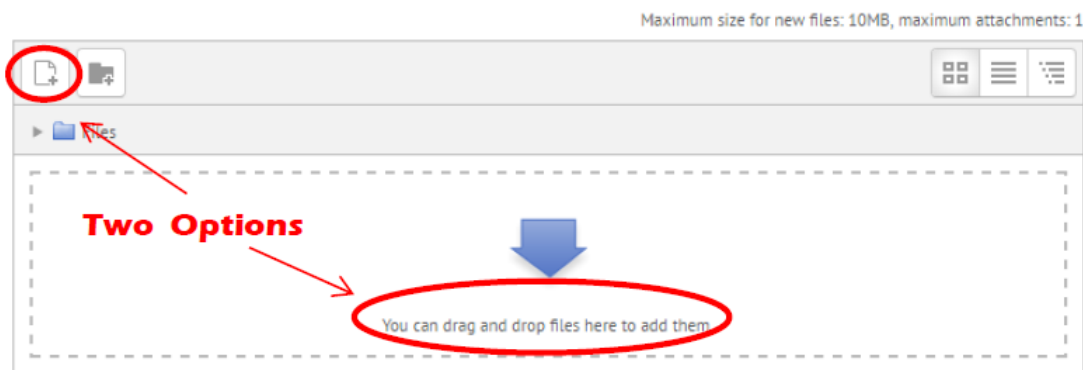 Maximum size for new files: 10MB, maximum attachments: 1
Files
Two Options
You can drag and drop files here to add them